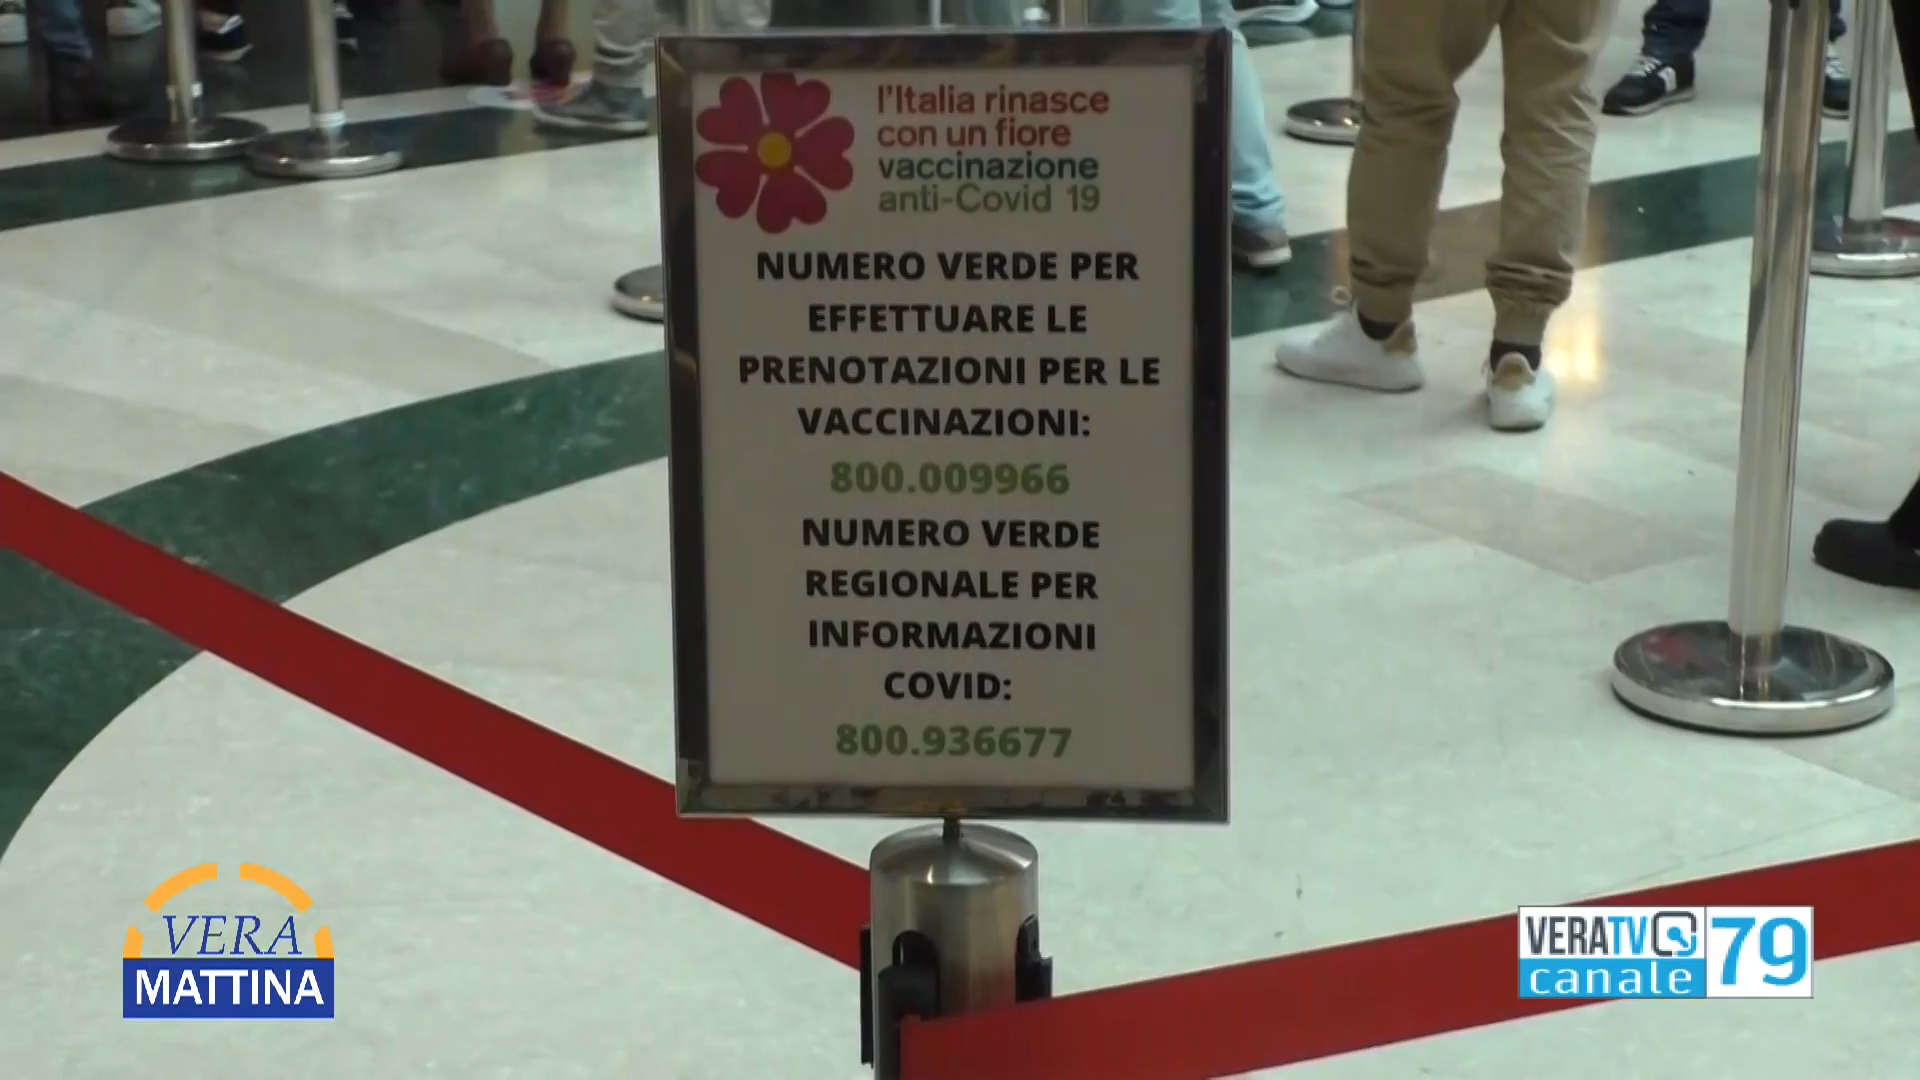 l'Italia rinasce
con un fiore
vaccinazione
anti-Covid 19
NUMERO VERDE PER
EFFETTUARE LE
PRENOTAZIONI PER LE
VACCINAZIONI:
800.009966
NUMERO VERDE
REGIONALE PER
INFORMAZIONI
COVID:
800.936677
VERA
MATTINA
VERATV
canale
79